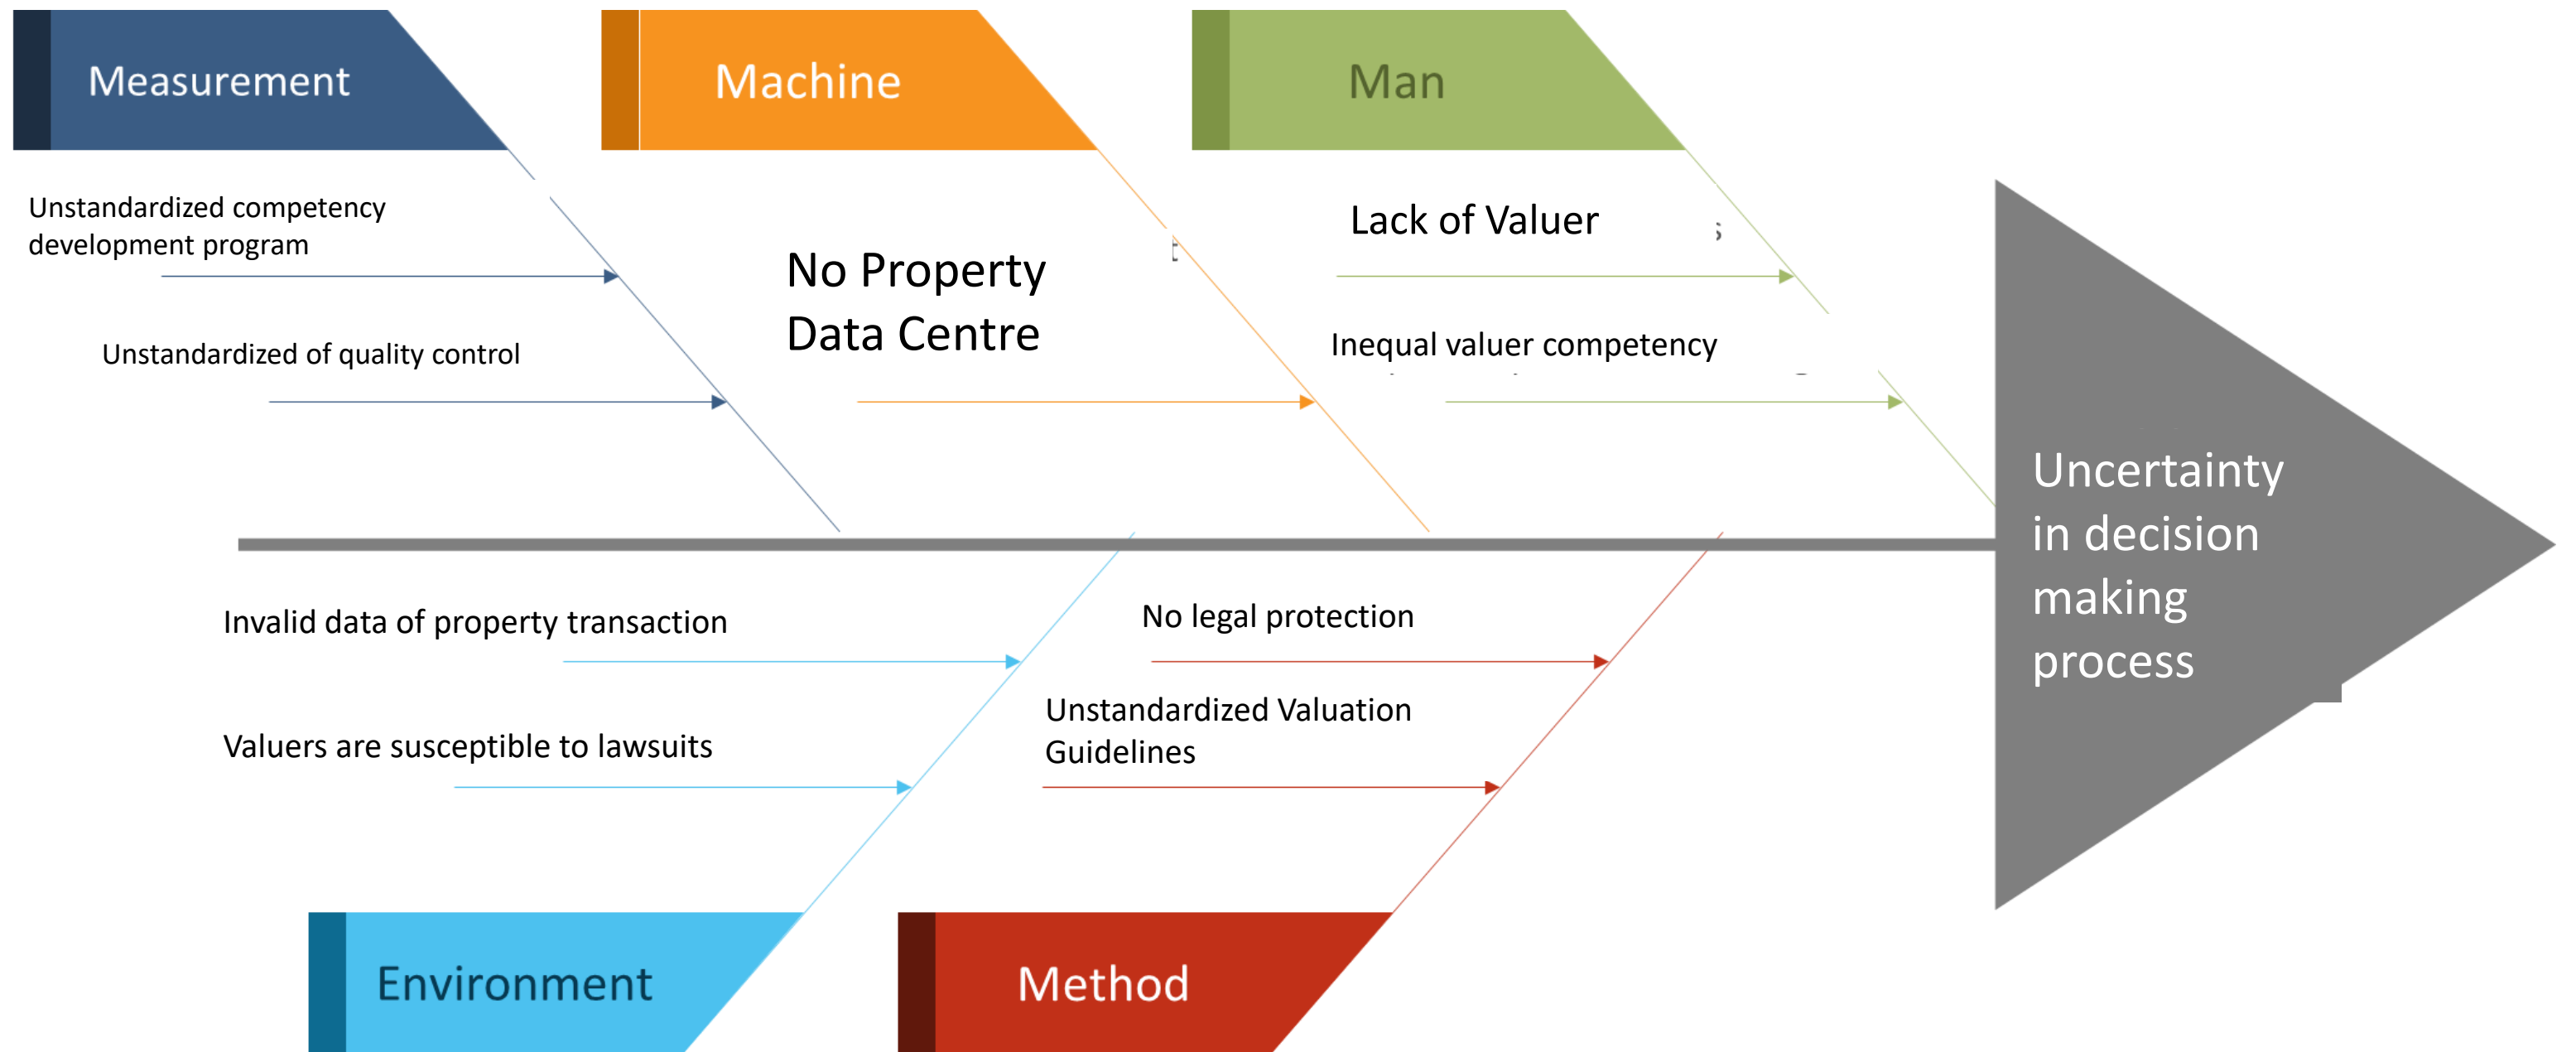 Measurement
Machine
Man
Unstandardized competency
development program
Unstandardized of quality control
No Property
Data Centre
Lack of Valuer
Inequal valuer competency
Uncertainty
in decision
making
process
Invalid data of property transaction
Valuers are susceptible to lawsuits
No legal protection
Unstandardized Valuation
Guidelines
Environment
Method